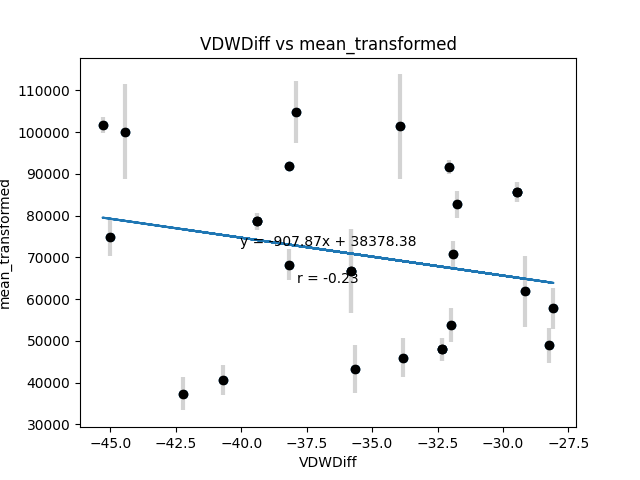 VDWDiff vs mean_transformed
110000
100000
90000
80000
70000
60000
50000
40000
30000
mean_transformed
y = -907.87x + 38378.38
r = -0.23
−45.0 −42.5 −40.0 −37.5 −35.0 −32.5 −30.0 −27.5
VDWDiff